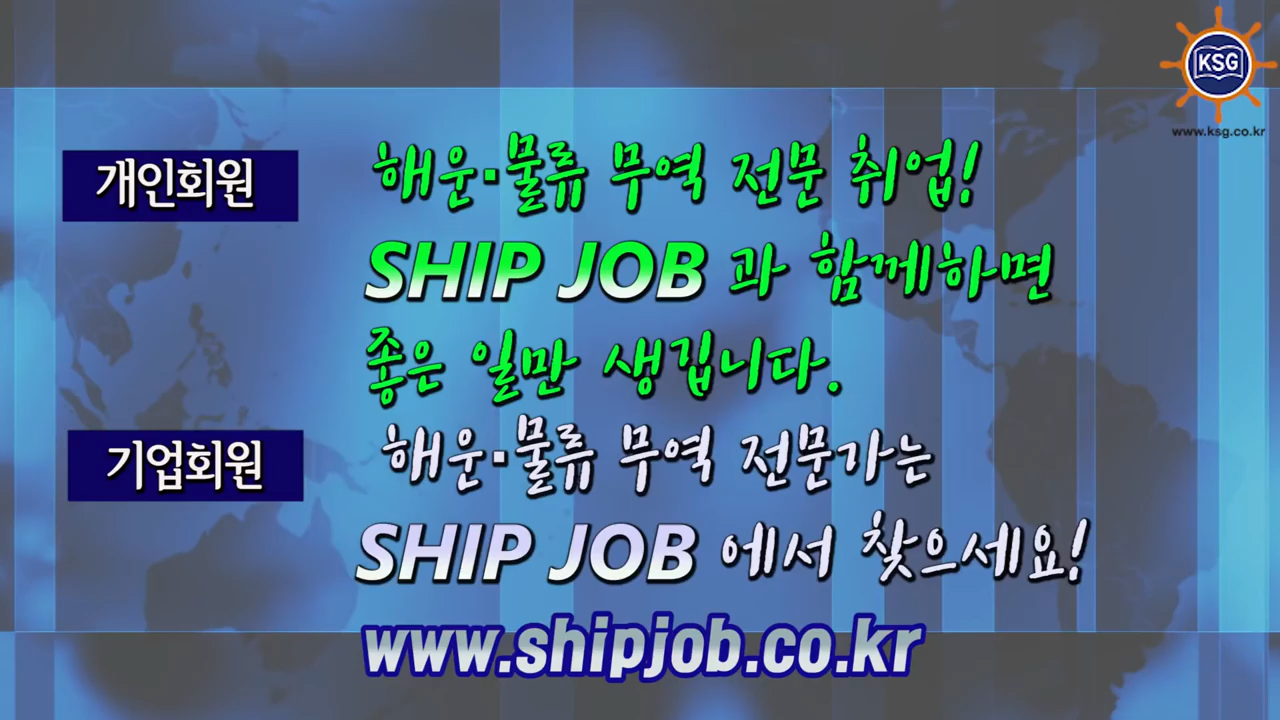 KSG
www.ksg.co.kr
개인회원
해운·물류 무역 전문 취업!
SHIP JOB 과 함께하면
좋은 일만 생깁니다.
기업회원
해운·물류 무역 전문가는
SHIP JOB 에서 찾으세요!
www.shipjob.co.kr